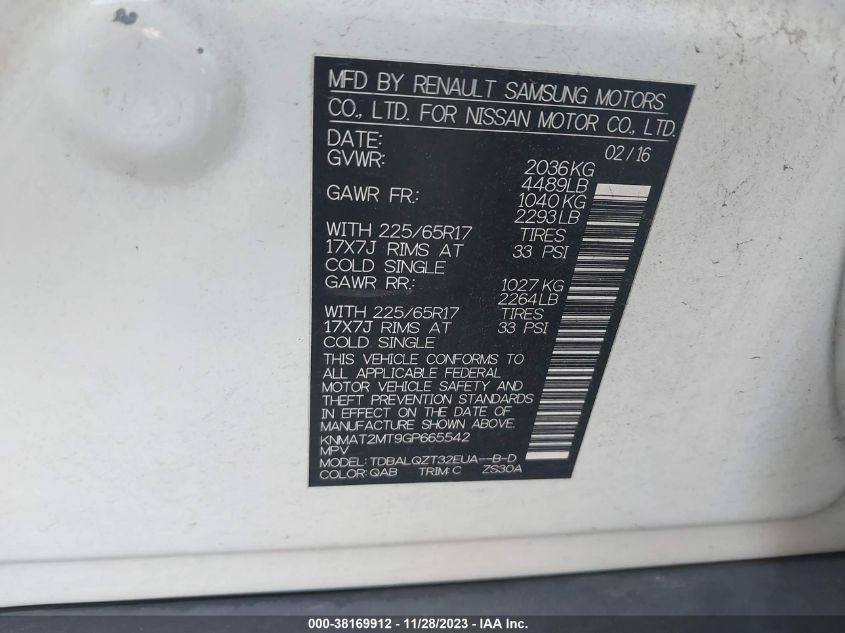 MFD BY RENAULT SAMSUNG MOTORS
CO., LTD. FOR NISSAN MOTOR CO., LTD.
DATE: 02/16
GVWR: 2036KG
4489LB
GAWR FR: 1040KG
2293LB
WITH 225/65R17 TIRES
17X7J RIMS AT 33 PSI
COLD SINGLE
GAWR RR: 1027KG
2264LB
WITH 225/65R17 TIRES
17X7J RIMS AT 33 PSI
COLD SINGLE
THIS VEHICLE CONFORMS TO
ALL APPLICABLE FEDERAL
MOTOR VEHICLE SAFETY AND
THEFT PREVENTION STANDARDS
IN EFFECT ON THE DATE OF
MANUFACTURE SHOWN ABOVE.
KNMAT2MT9GP665542
MPV
MODEL: TDBALQZT32EUA--B-D
COLOR: QAB TRIM: C ZS30A
000-38169912 - 11/28/2023 - IAA, Inc.